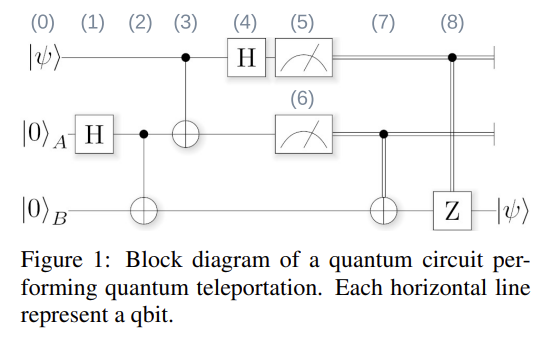 (0) (1) (2) (3) (4) (5) (7) (8)
|ψ⟩ H
(6)
|0⟩A H
|0⟩B Z |ψ⟩
Figure 1: Block diagram of a quantum circuit per-
forming quantum teleportation. Each horizontal line
represent a qbit.